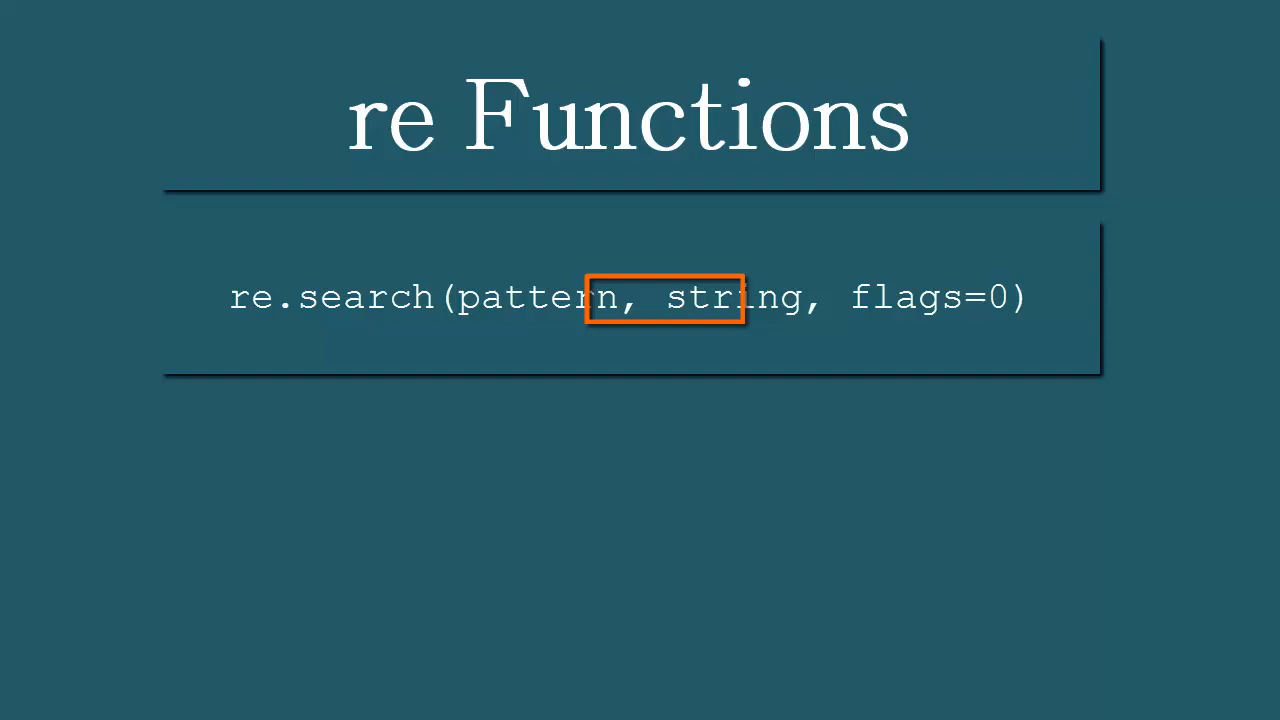 re Functions
re.search(pattern, string, flags=0)